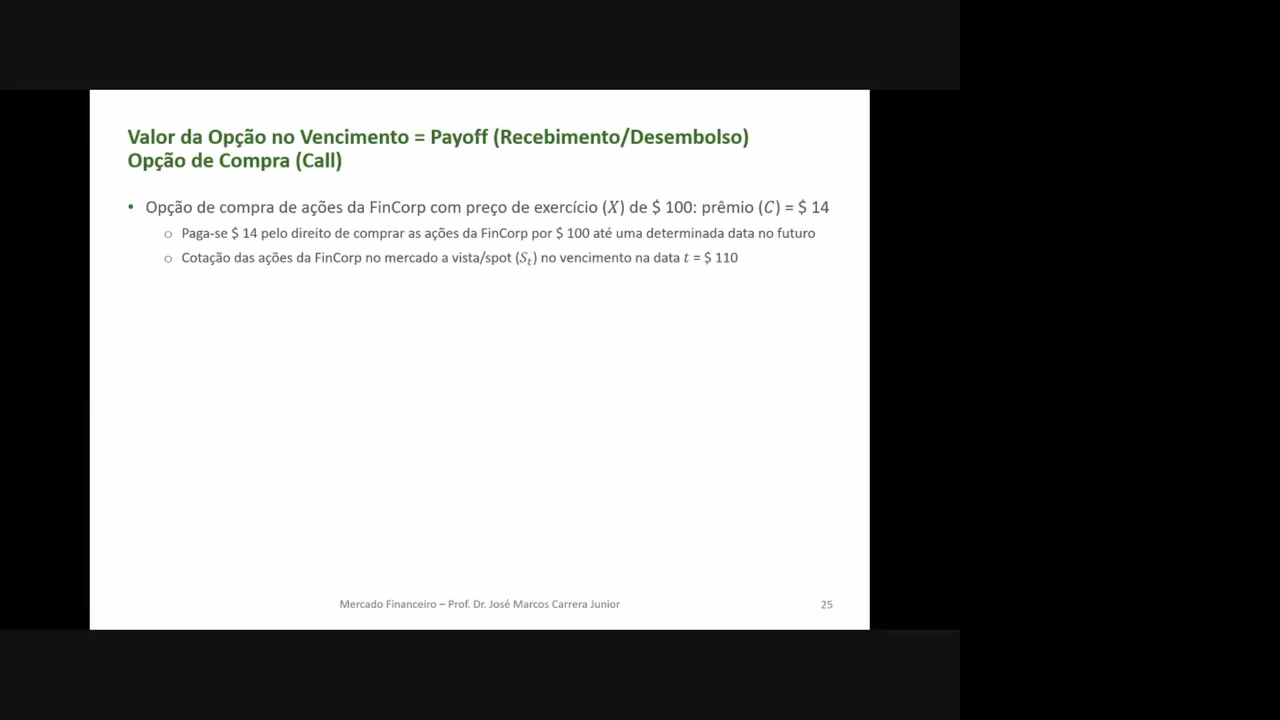 Valor da Opção no Vencimento = Payoff (Recebimento/Desembolso)
Opção de Compra (Call)
• Opção de compra de ações da FinCorp com preço de exercício (X) de $ 100: prêmio (C) = $ 14
○ Paga-se $ 14 pelo direito de comprar as ações da FinCorp por $ 100 até uma determinada data no futuro
○ Cotação das ações da FinCorp no mercado a vista/spot (Sₜ) no vencimento na data t = $ 110
Mercado Financeiro – Prof. Dr. José Marcos Carrera Junior
25